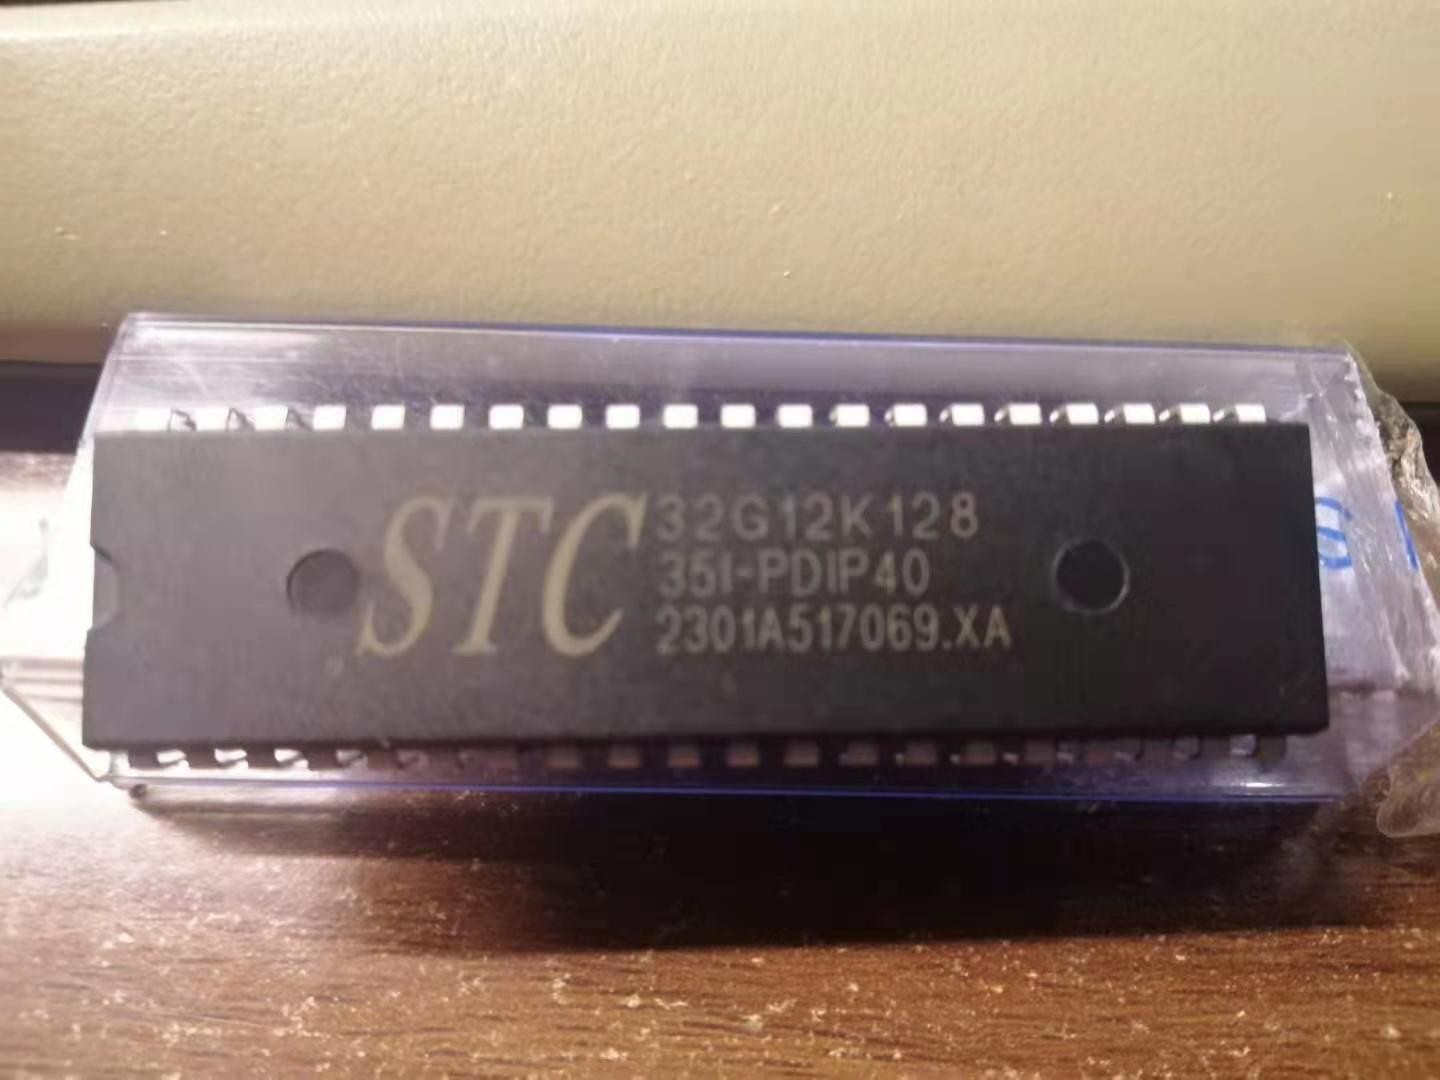 STC 32G12K128
35I-PDIP40
2301A517069.XA
S